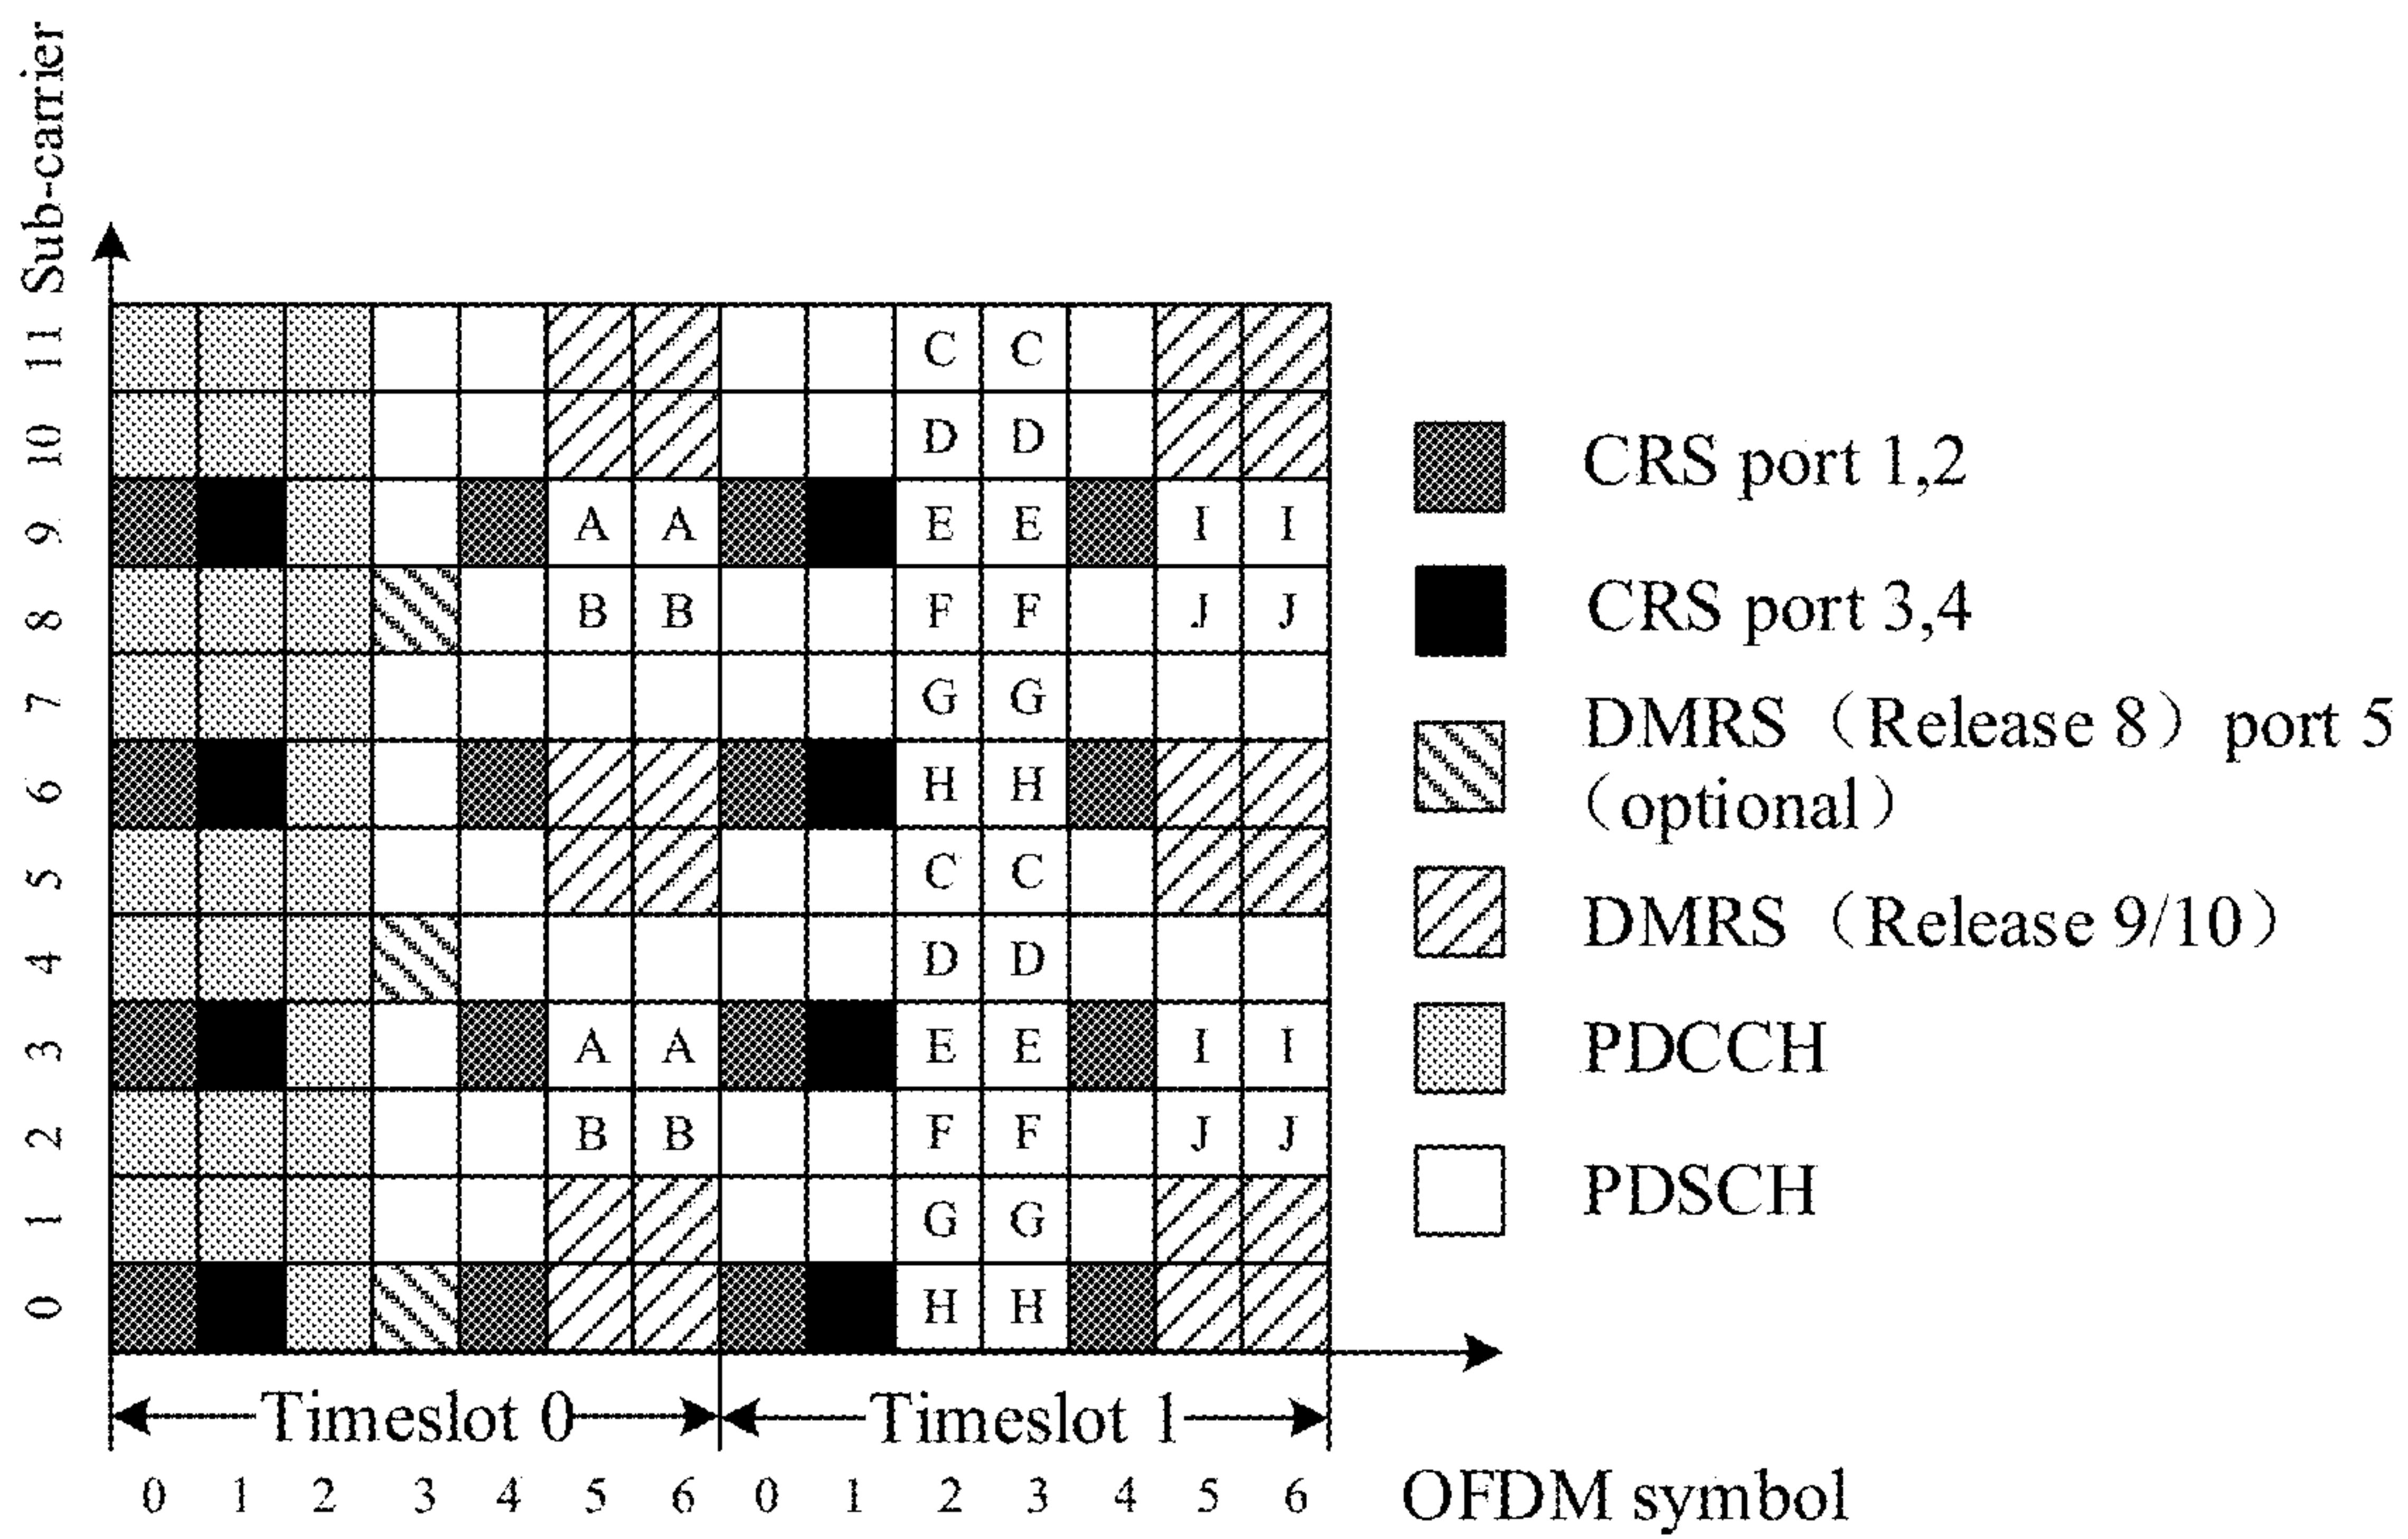 Sub-carrier
11 C C
10 D D
9 A A E E I I
8 B B F F J J
7 G G
6 H H
5 C C
4 D D
3 A A E E I I
2 B B F F J J
1 G G
0 H H
Timeslot 0 Timeslot 1
0 1 2 3 4 5 6 0 1 2 3 4 5 6 OFDM symbol
CRS port 1,2
CRS port 3,4
DMRS（Release 8）port 5
（optional）
DMRS（Release 9/10）
PDCCH
PDSCH